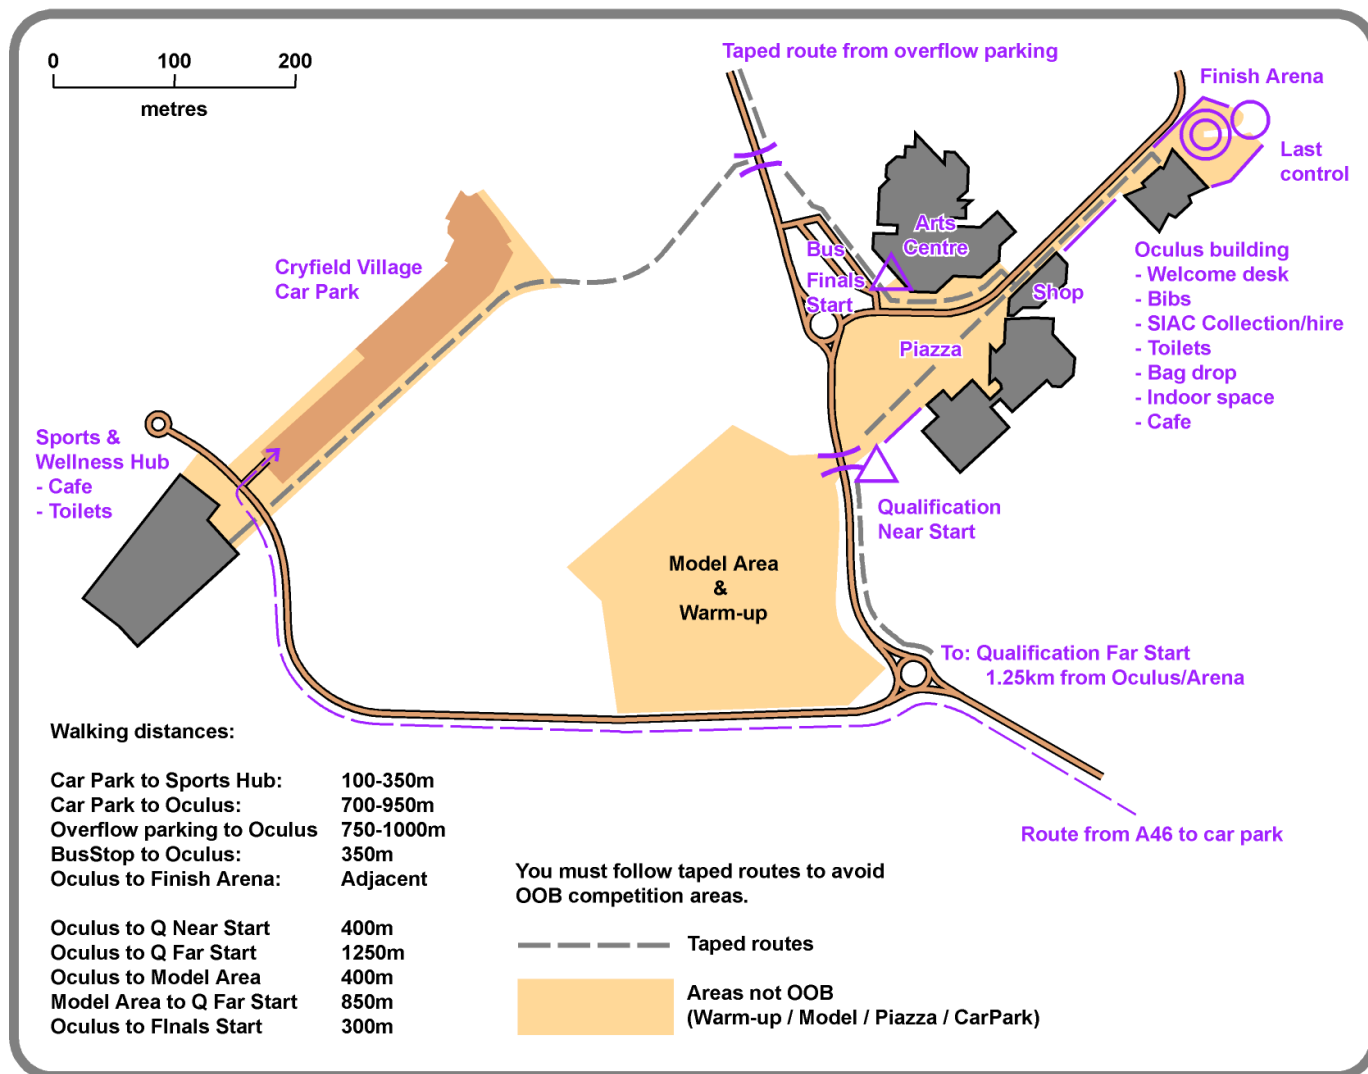 0 100 200
metres
Taped route from overflow parking
Finish Arena
Last
control
Arts
Centre
Bus
Finals
Start
Shop
Piazza
Oculus building
- Welcome desk
- Bibs
- SIAC Collection/hire
- Toilets
- Bag drop
- Indoor space
- Cafe
Cryfield Village
Car Park
Sports &
Wellness Hub
- Cafe
- Toilets
Qualification
Near Start
Model Area
&
Warm-up
To: Qualification Far Start
1.25km from Oculus/Arena
Route from A46 to car park
Walking distances:
Car Park to Sports Hub: 100-350m
Car Park to Oculus: 700-950m
Overflow parking to Oculus 750-1000m
BusStop to Oculus: 350m
Oculus to Finish Arena: Adjacent
Oculus to Q Near Start 400m
Oculus to Q Far Start 1250m
Oculus to Model Area 400m
Model Area to Q Far Start 850m
Oculus to FInals Start 300m
You must follow taped routes to avoid
OOB competition areas.
Taped routes
Areas not OOB
(Warm-up / Model / Piazza / CarPark)